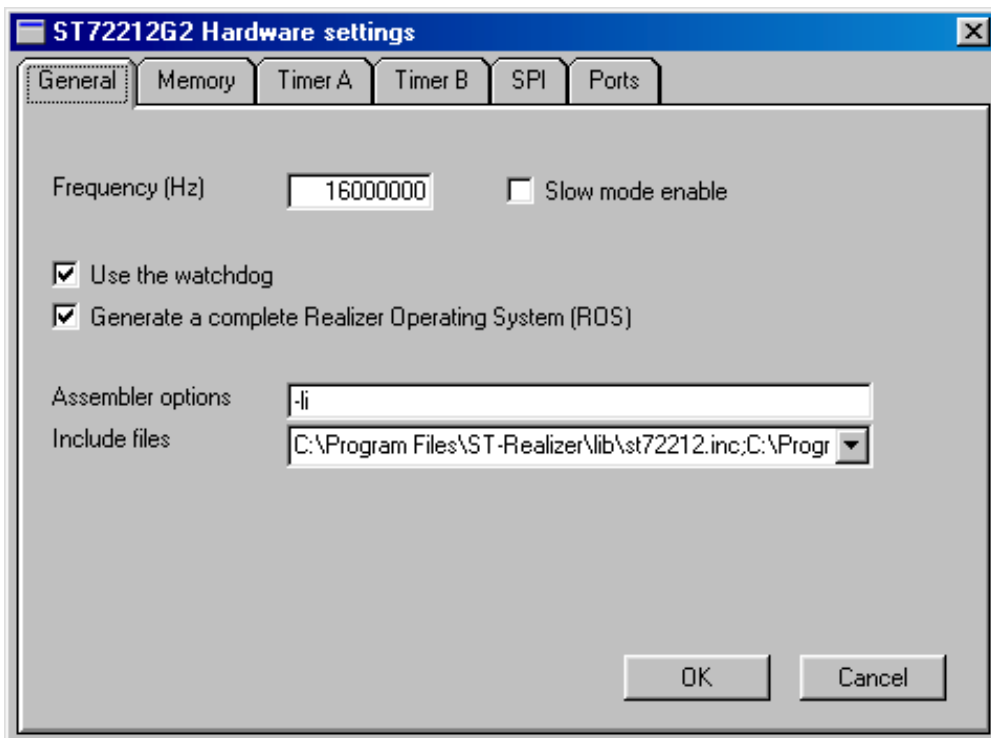 ST72212G2 Hardware settings
General Memory Timer A Timer B SPI Ports
Frequency (Hz) 16000000 Slow mode enable
Use the watchdog
Generate a complete Realizer Operating System (ROS)
Assembler options -li
Include files C:\Program Files\ST-Realizer\lib\st72212.inc;C:\Progr
OK Cancel